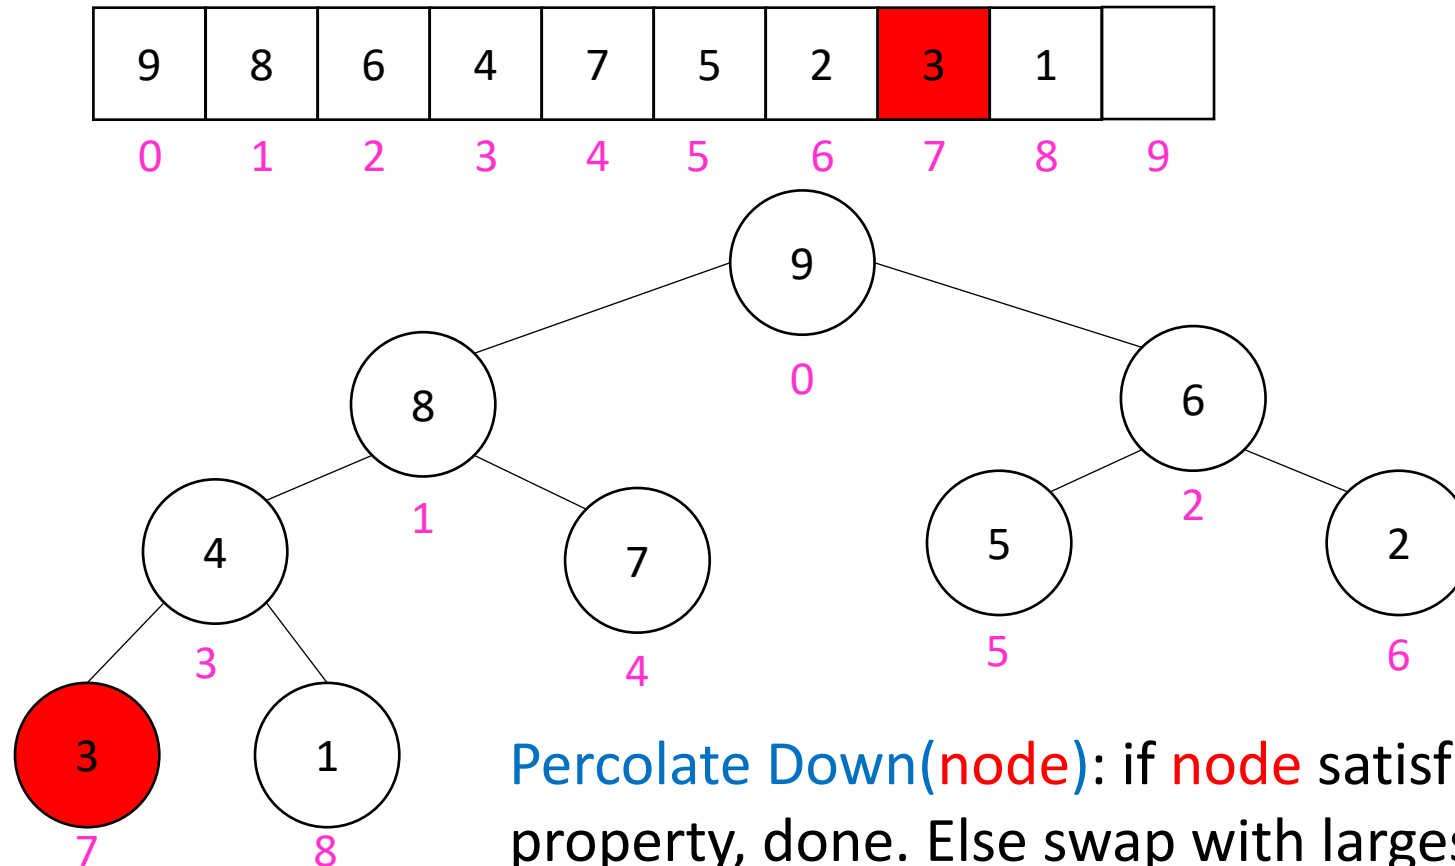 9 8 6 4 7 5 2 3 1
0 1 2 3 4 5 6 7 8 9
9
0
8 6
1 2
4 7 5 2
3 4 5 6
3 1
7 8
Percolate Down(node): if node
property, done. Else swap with